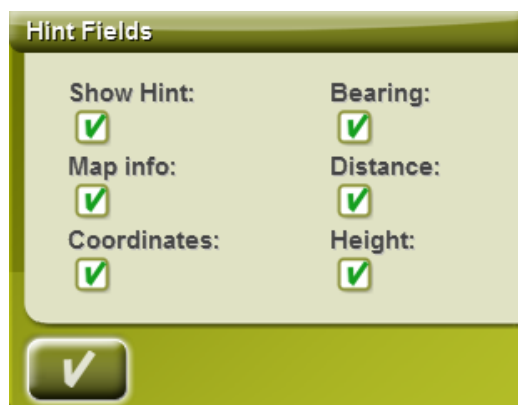 Hint Fields
Show Hint: Bearing:
Map info: Distance:
Coordinates: Height: